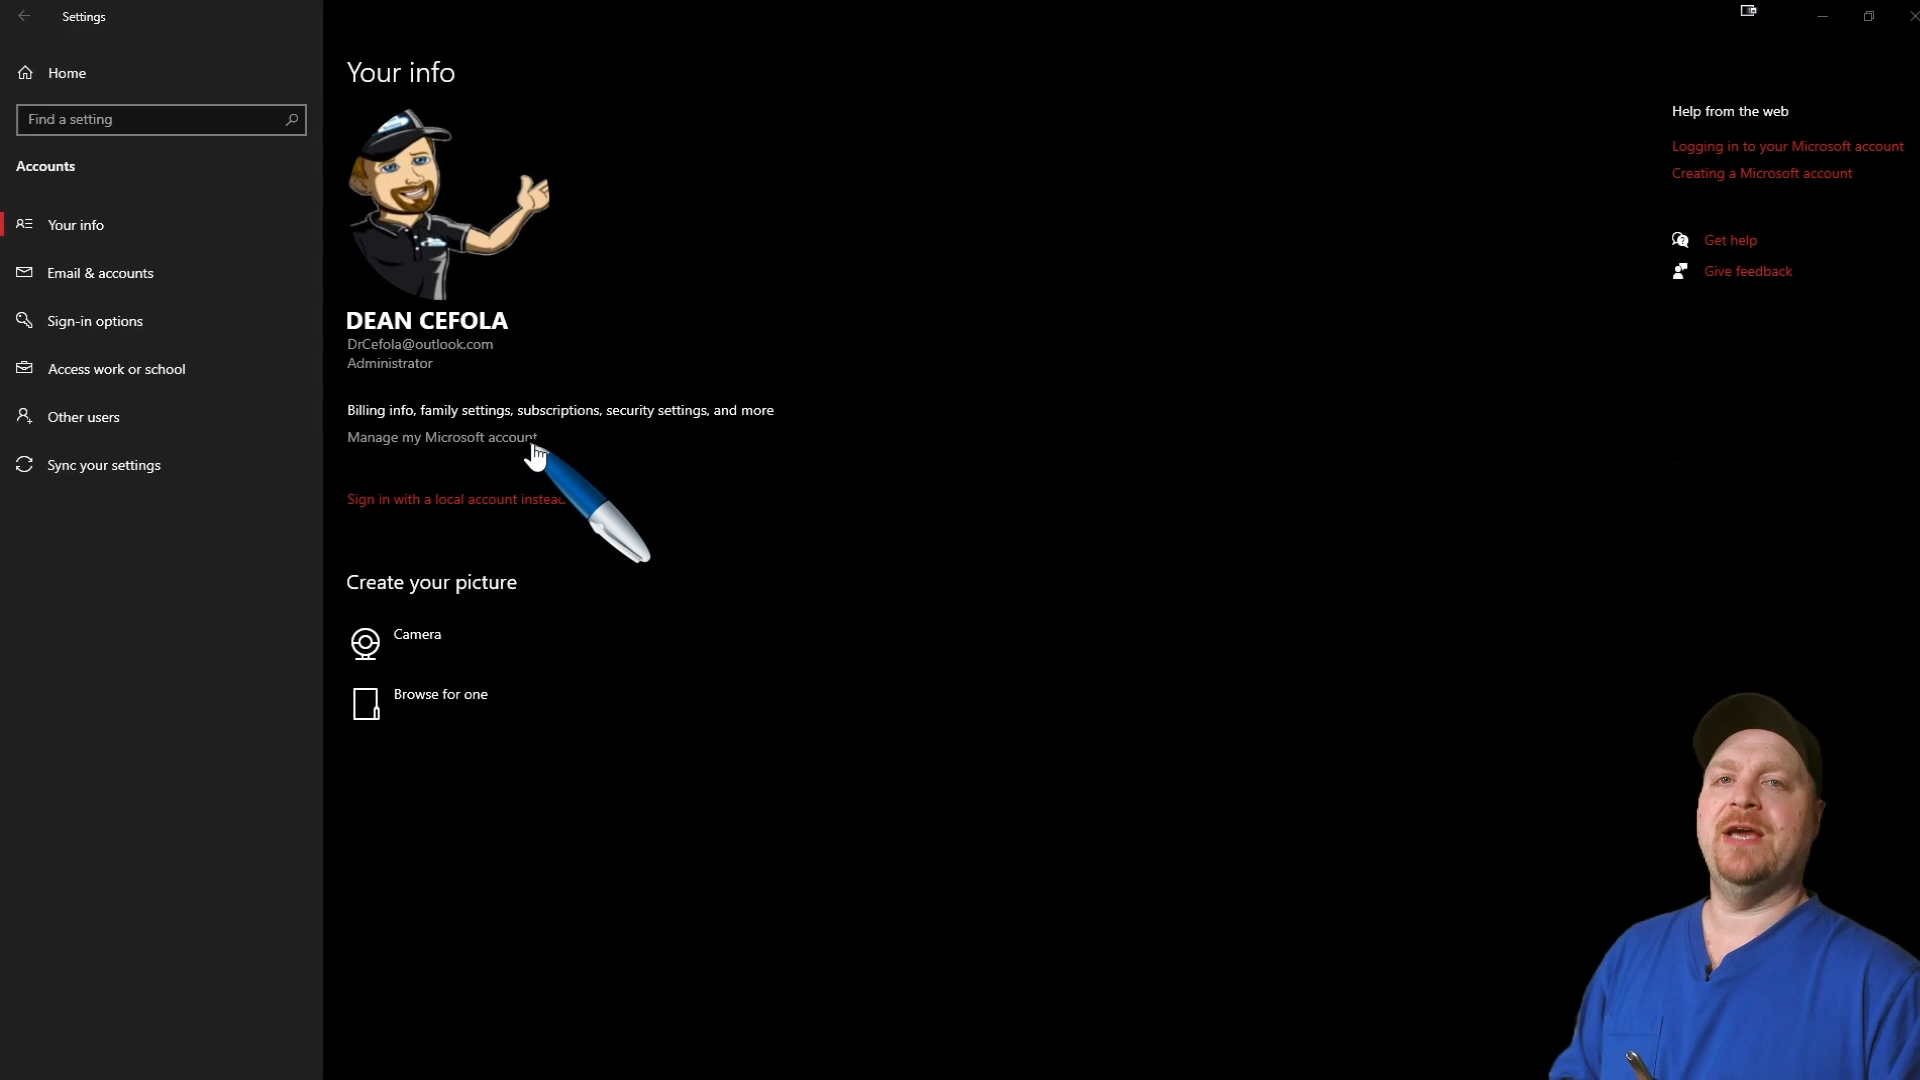 Settings
Home
Find a setting
Accounts
Your info
Email & accounts
Sign-in options
Access work or school
Other users
Sync your settings
Your info
DEAN CEFOLA
DrCefola@outlook.com
Administrator
Billing info, family settings, subscriptions, security settings, and more
Manage my Microsoft account
Sign in with a local account instead
Create your picture
Camera
Browse for one
Help from the web
Logging in to your Microsoft account
Creating a Microsoft account
Get help
Give feedback